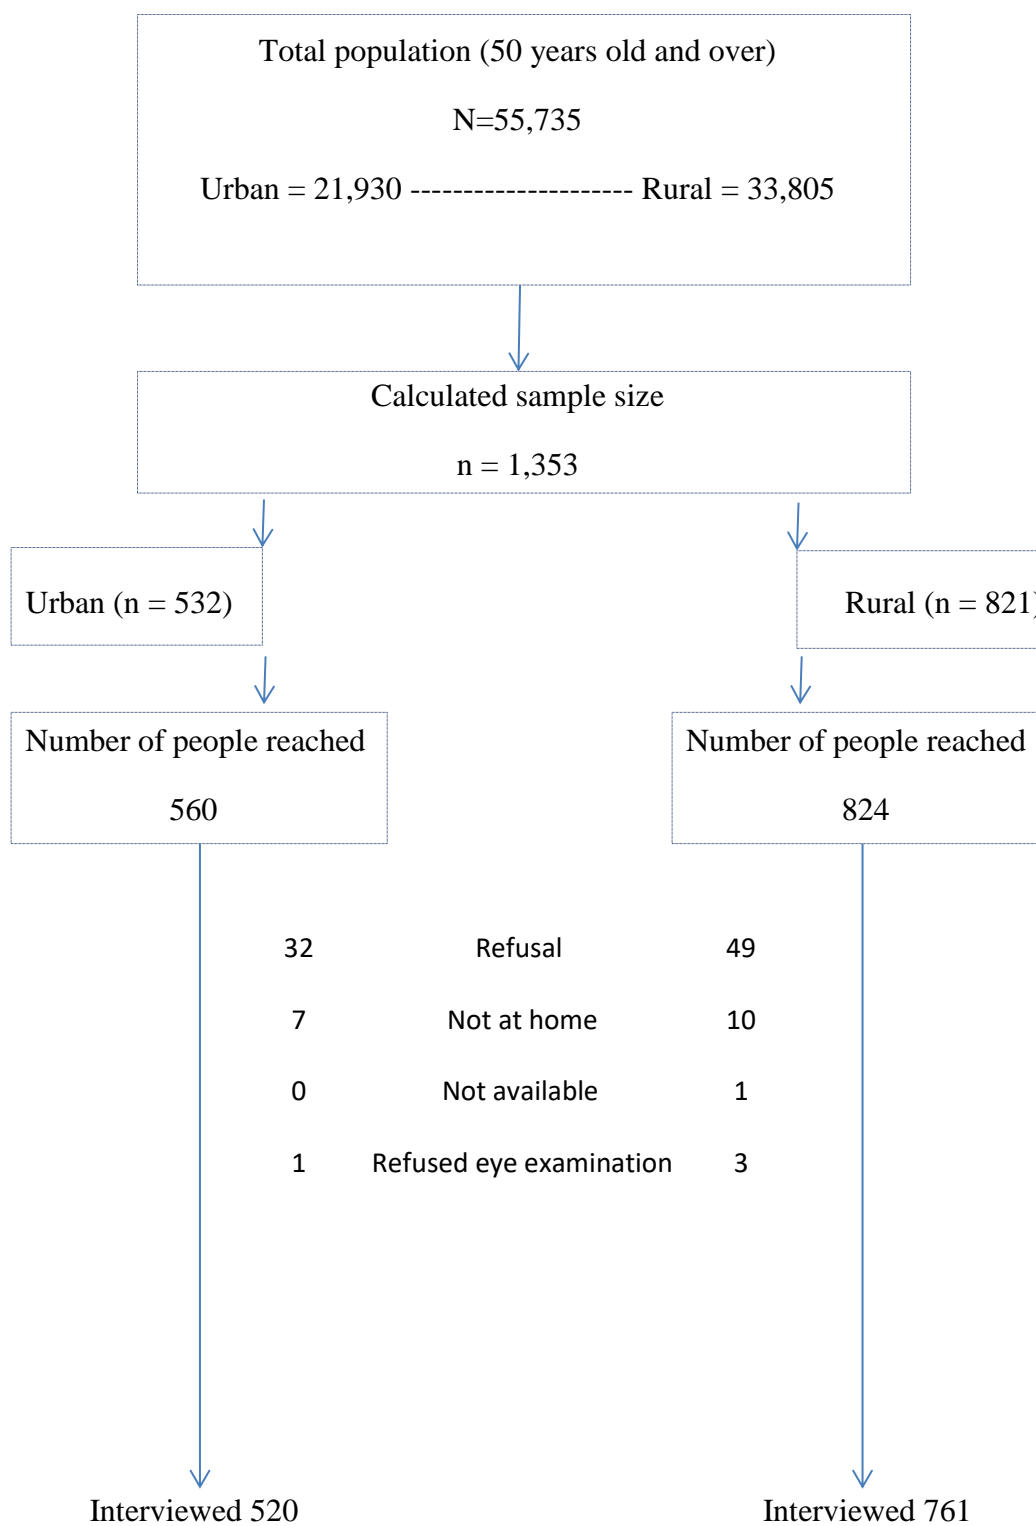 Total population (50 years old and over)
N=55,735
Urban = 21,930 --------------------- Rural = 33,805
Calculated sample size
n = 1,353
Urban (n = 532)
Rural (n = 821)
Number of people reached
560
Number of people reached
824
32 Refusal 49
7 Not at home 10
0 Not available 1
1 Refused eye examination 3
Interviewed 520
Interviewed 761